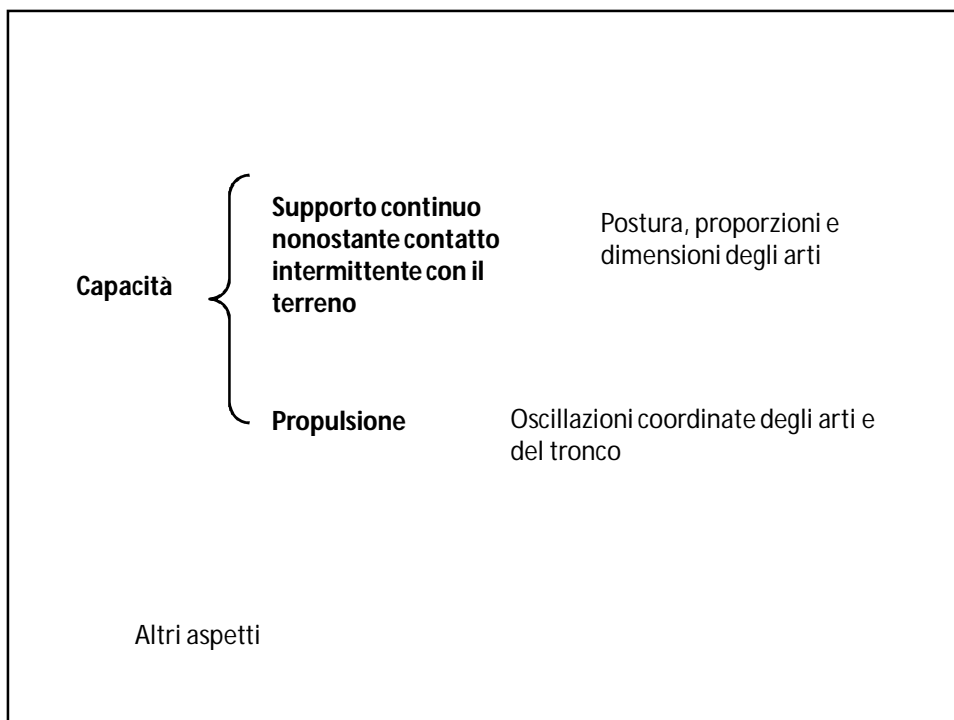 Capacità
Supporto continuo
nonostante contatto
intermittente con il
terreno
Postura, proporzioni e
dimensioni degli arti
Propulsione
Oscillazioni coordinate degli arti e
del tronco
Altri aspetti